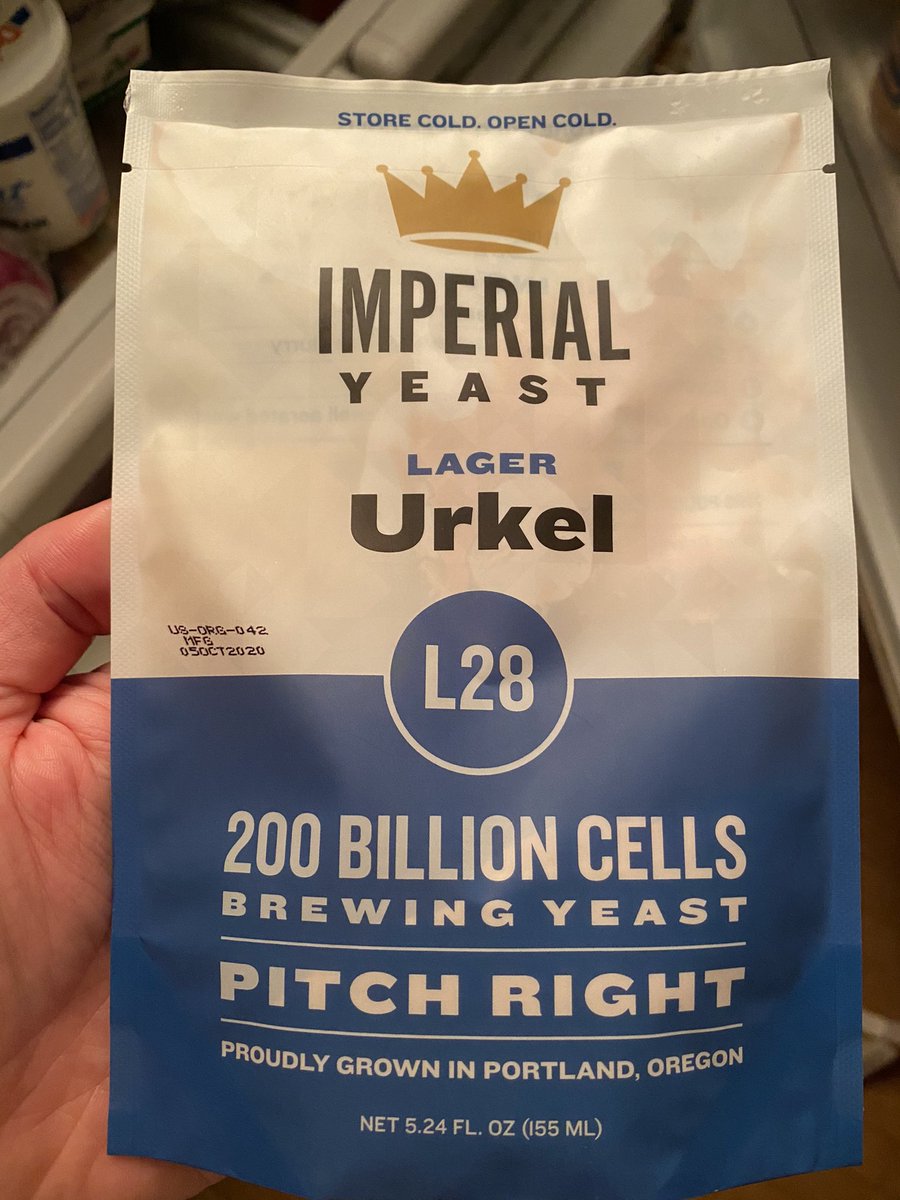 STORE COLD. OPEN COLD.
IMPERIAL
YEAST
LAGER
Urkel
US-ORG-042
MFG
05OCT2020
L28
200 BILLION CELLS
BREWING YEAST
PITCH RIGHT
PROUDLY GROWN IN PORTLAND, OREGON
NET 5.24 FL. OZ (155 ML)